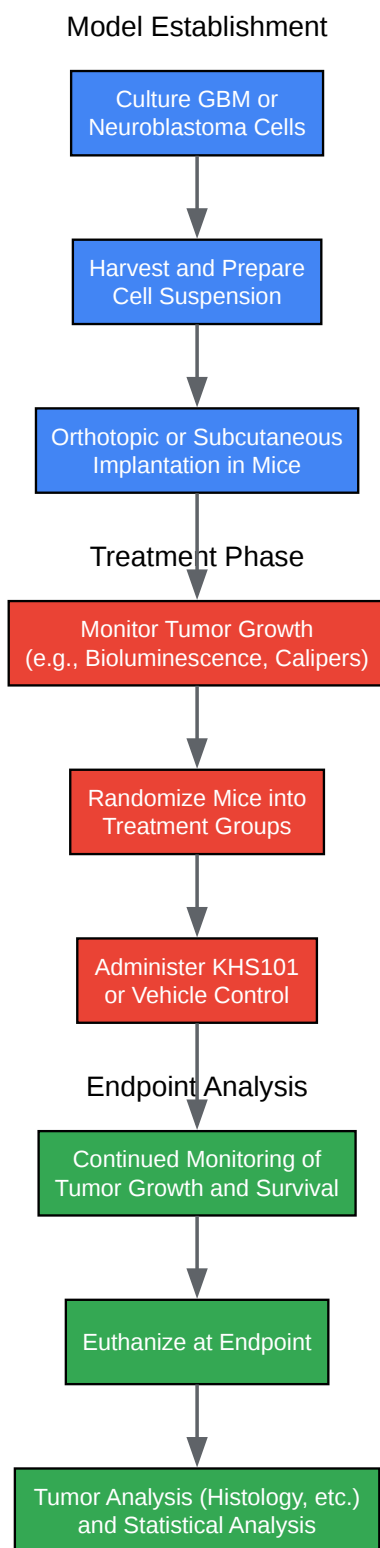 Model Establishment
Culture GBM or
Neuroblastoma Cells
Harvest and Prepare
Cell Suspension
Orthotopic or Subcutaneous
Implantation in Mice
Treatment Phase
Monitor Tumor Growth
(e.g., Bioluminescence, Calipers)
Randomize Mice into
Treatment Groups
Administer KHS101
or Vehicle Control
Endpoint Analysis
Continued Monitoring of
Tumor Growth and Survival
Euthanize at Endpoint
Tumor Analysis (Histology, etc.)
and Statistical Analysis